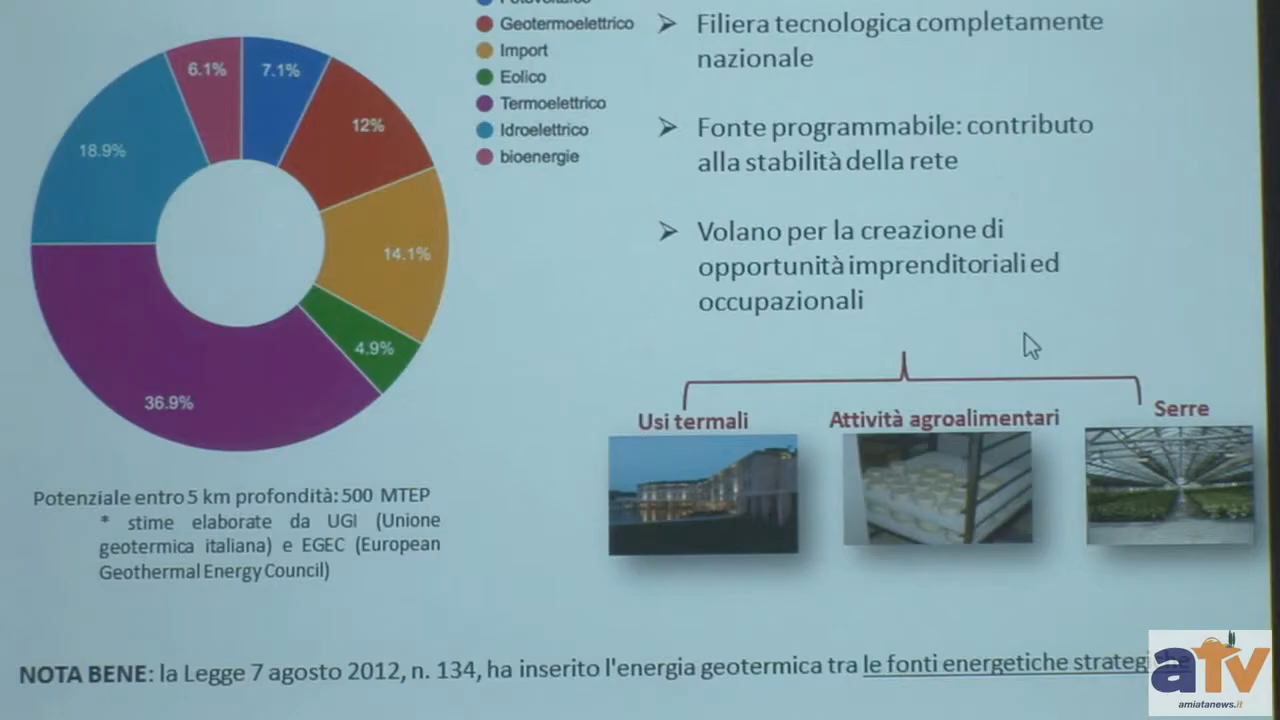 Geotermoelettrico
Import
Eolico
Termoelettrico
Idroelettrico
bioenergie
6.1%
7.1%
12%
18.9%
14.1%
4.9%
36.9%
Potenziale entro 5 km profondità: 500 MTEP
* stime elaborate da UGI (Unione
geotermica italiana) e EGEC (European
Geothermal Energy Council)
➢ Filiera tecnologica completamente
nazionale
➢ Fonte programmabile: contributo
alla stabilità della rete
➢ Volano per la creazione di
opportunità imprenditoriali ed
occupazionali
Usi termali
Attività agroalimentari
Serre
NOTA BENE: la Legge 7 agosto 2012, n. 134, ha inserito l'energia geotermica tra le fonti energetiche
aTv
amiatanews.it